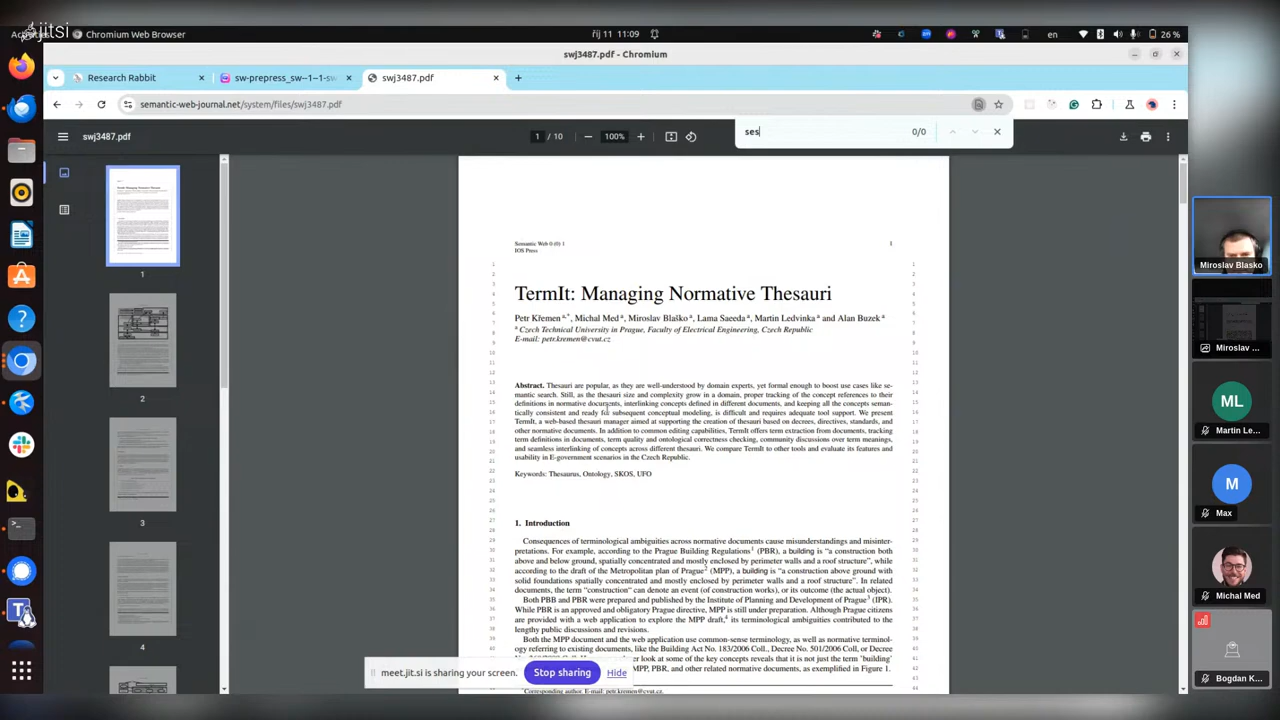 jitsi
Chromium Web Browser
říj 11 11:09
en
26 %
swj3487.pdf - Chromium
Research Rabbit
sw-prepress_sw--1--1-sw
swj3487.pdf
semantic-web-journal.net/system/files/swj3487.pdf
ses
0/0
swj3487.pdf
1 / 10
100%
1
2
3
4
Semantic Web 0 (0) 1
IOS Press
1
TermIt: Managing Normative Thesauri
Petr Křemen a,*, Michal Med a, Miroslav Blaško a, Lama Saeeda a, Martin Ledvinka a and Alan Buzek a
a Czech Technical University in Prague, Faculty of Electrical Engineering, Czech Republic
E-mail: petr.kremen@cvut.cz
Abstract. Thesauri are popular, as they are well-understood by domain experts, yet formal enough to boost use cases like se-
mantic search. Still, as the thesauri size and complexity grow in a domain, proper tracking of the concept references to their
definitions in normative documents, interlinking concepts defined in different documents, and keeping all the concepts seman-
tically consistent and ready for subsequent conceptual modeling, is difficult and requires adequate tool support. We present
TermIt, a web-based thesauri manager aimed at supporting the creation of thesauri based on decrees, directives, standards, and
other normative documents. In addition to common editing capabilities, TermIt offers term extraction from documents, tracking
term definitions in documents, term quality and ontological correctness checking, community discussions over term meanings,
and seamless interlinking of concepts across different thesauri. We compare TermIt to other tools and evaluate its features and
usability in E-government scenarios in the Czech Republic.
Keywords: Thesaurus, Ontology, SKOS, UFO
1. Introduction
Consequences of terminological ambiguities across normative documents cause misunderstandings and misinter-
pretations. For example, according to the Prague Building Regulations1 (PBR), a building is “a construction both
above and below ground, spatially concentrated and mostly enclosed by perimeter walls and a roof structure”, while
according to the draft of the Metropolitan plan of Prague2 (MPP), a building is “a construction above ground with
solid foundations spatially concentrated and mostly enclosed by perimeter walls and a roof structure”. In related
documents, the term “construction” can denote an event (of construction works), or its outcome (the actual object).
Both PBB and PBR were prepared and published by the Institute of Planning and Development of Prague3 (IPR).
While PBR is an approved and obligatory Prague directive, MPP is still under preparation. Although Prague citizens
are provided with a web application to explore the MPP draft,4 its terminological ambiguities contributed to the
lengthy public discussions and revisions.
Both the MPP document and the web application use common-sense terminology, as well as normative terminol-
ogy referring to existing documents, like the Building Act No. 183/2006 Coll., Decree No. 501/2006 Coll., or Decree
look at some of the key concepts reveals that it is not just the term ‘building’
MPP, PBR, and other related normative documents, as exemplified in Figure 1.
*Corresponding author. E-mail: petr.kremen@cvut.cz.
meet.jit.si is sharing your screen.
Stop sharing
Hide
Miroslav Blasko
Miroslav ...
ML
Martin Le...
M
Max
Michal Med
Bogdan K...